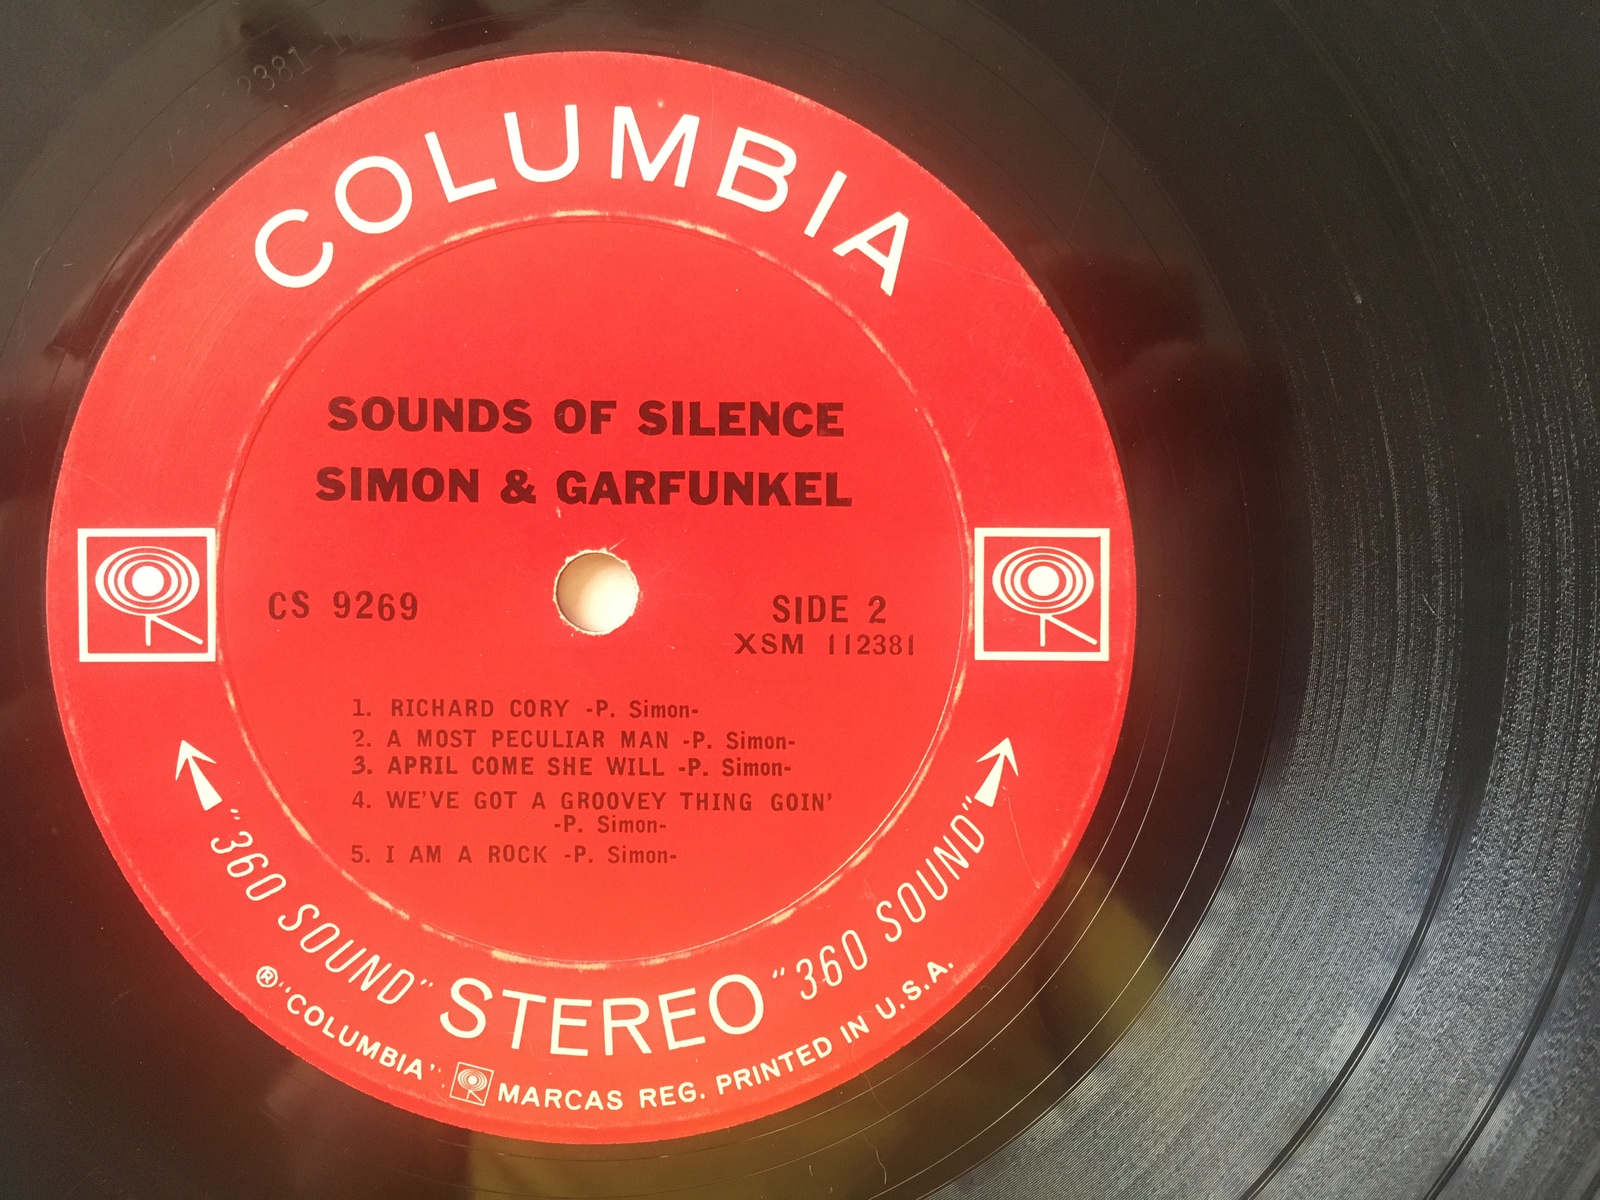 COLUMBIA
SOUNDS OF SILENCE
SIMON & GARFUNKEL
CS 9269
SIDE 2
XSM 112381
1. RICHARD CORY -P. Simon-
2. A MOST PECULIAR MAN -P. Simon-
3. APRIL COME SHE WILL -P. Simon-
4. WE'VE GOT A GROOVEY THING GOIN'
-P. Simon-
5. I AM A ROCK -P. Simon-
"360 SOUND" STEREO "360 SOUND"
® "COLUMBIA" MARCAS REG. PRINTED IN U.S.A.